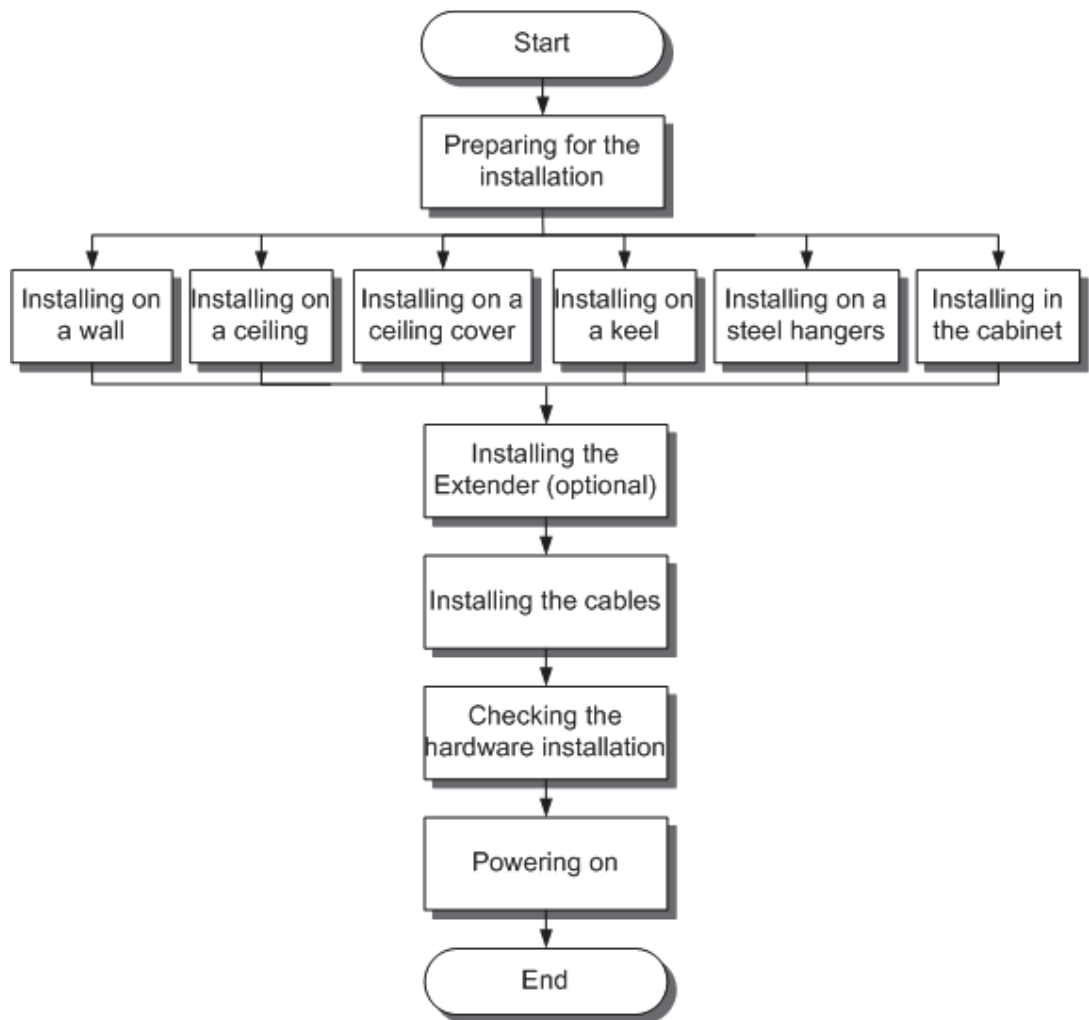 Start
Preparing for the
installation
Installing on
a wall
Installing on
a ceiling
Installing on a
ceiling cover
Installing on
a keel
Installing on a
steel hangers
Installing in
the cabinet
Installing the
Extender (optional)
Installing the cables
Checking the
hardware installation
Powering on
End